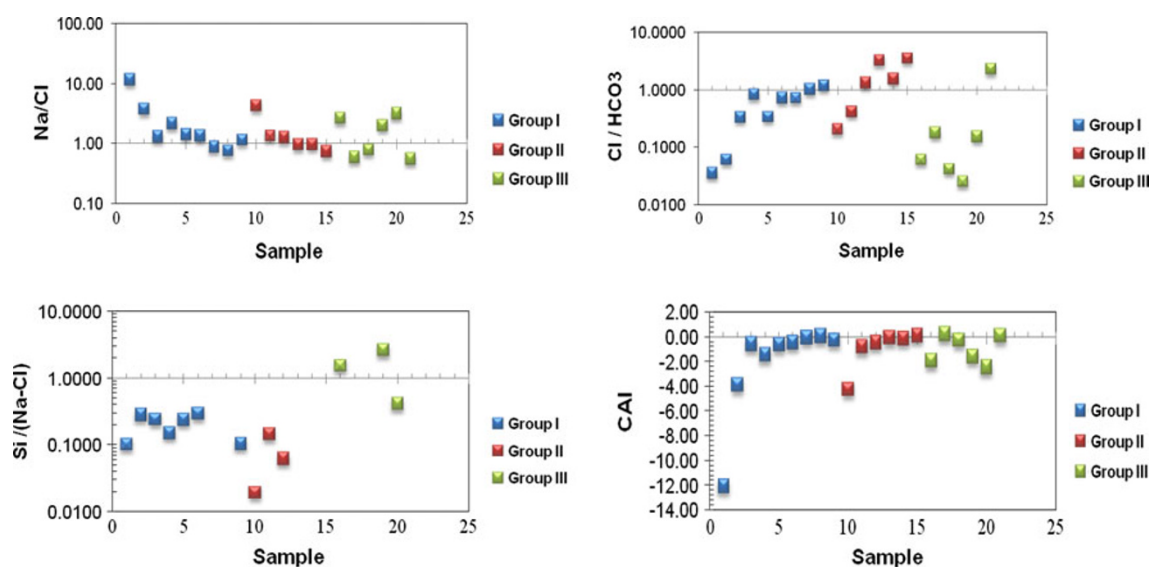 100.00
10.00
1.00
0.10
Na/Cl
0 5 10 15 20 25
Sample
Group I
Group II
Group III
10.0000
1.0000
0.1000
0.0100
Cl / HCO3
0 5 10 15 20 25
Sample
Group I
Group II
Group III
10.0000
1.0000
0.1000
0.0100
Si /(Na-Cl)
0 5 10 15 20 25
Sample
Group I
Group II
Group III
2.00
0.00
-2.00
-4.00
-6.00
-8.00
-10.00
-12.00
-14.00
CAI
0 5 10 15 20 25
Sample
Group I
Group II
Group III